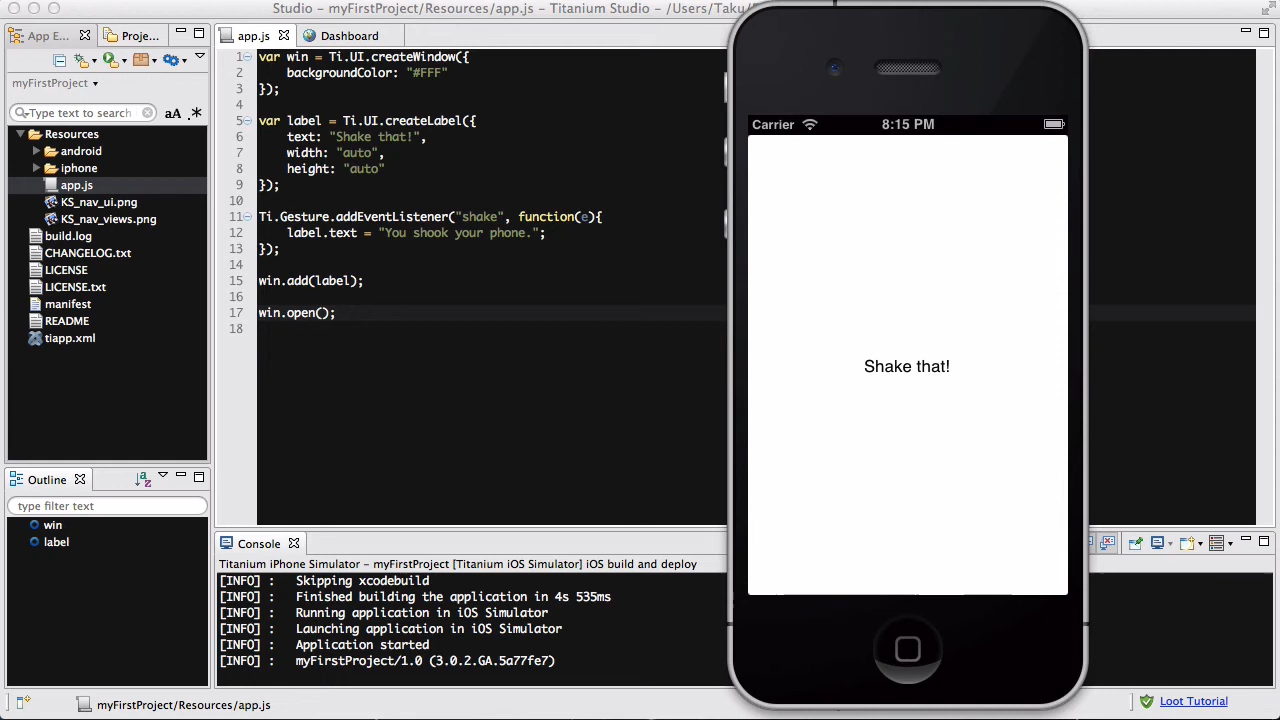 Studio - myFirstProject/Resources/app.js - Titanium Studio - /Users/Taku/
App E...
Proje...
app.js
Dashboard
myFirstProject
Type text to search
aA .*
Resources
android
iphone
app.js
KS_nav_ui.png
KS_nav_views.png
build.log
CHANGELOG.txt
LICENSE
LICENSE.txt
manifest
README
tiapp.xml
1 var win = Ti.UI.createWindow({
2 backgroundColor: "#FFF"
3 });
4
5 var label = Ti.UI.createLabel({
6 text: "Shake that!",
7 width: "auto",
8 height: "auto"
9 });
10
11 Ti.Gesture.addEventListener("shake", function(e){
12 label.text = "You shook your phone.";
13 });
14
15 win.add(label);
16
17 win.open();
18
Carrier 8:15 PM
Shake that!
Outline
type filter text
win
label
Console
Titanium iPhone Simulator - myFirstProject [Titanium iOS Simulator] iOS build and deploy
[INFO] : Skipping xcodebuild
[INFO] : Finished building the application in 4s 535ms
[INFO] : Running application in iOS Simulator
[INFO] : Launching application in iOS Simulator
[INFO] : Application started
[INFO] : myFirstProject/1.0 (3.0.2.GA.5a77fe7)
myFirstProject/Resources/app.js
Loot Tutorial